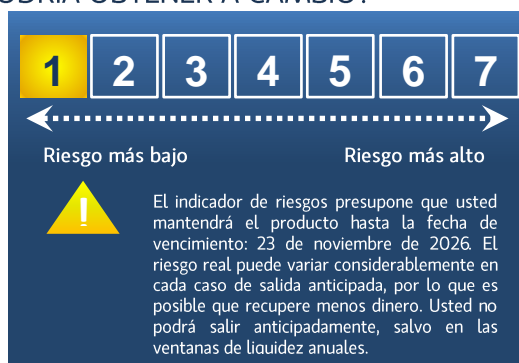 PODRÍA OBTENER A CAMBIO?
1 2 3 4 5 6 7
Riesgo más bajo Riesgo más alto
!
El indicador de riesgos presupone que usted
mantendrá el producto hasta la fecha de
vencimiento: 23 de noviembre de 2026. El
riesgo real puede variar considerablemente en
cada caso de salida anticipada, por lo que es
posible que recupere menos dinero. Usted no
podrá salir anticipadamente, salvo en las
ventanas de liquidez anuales.